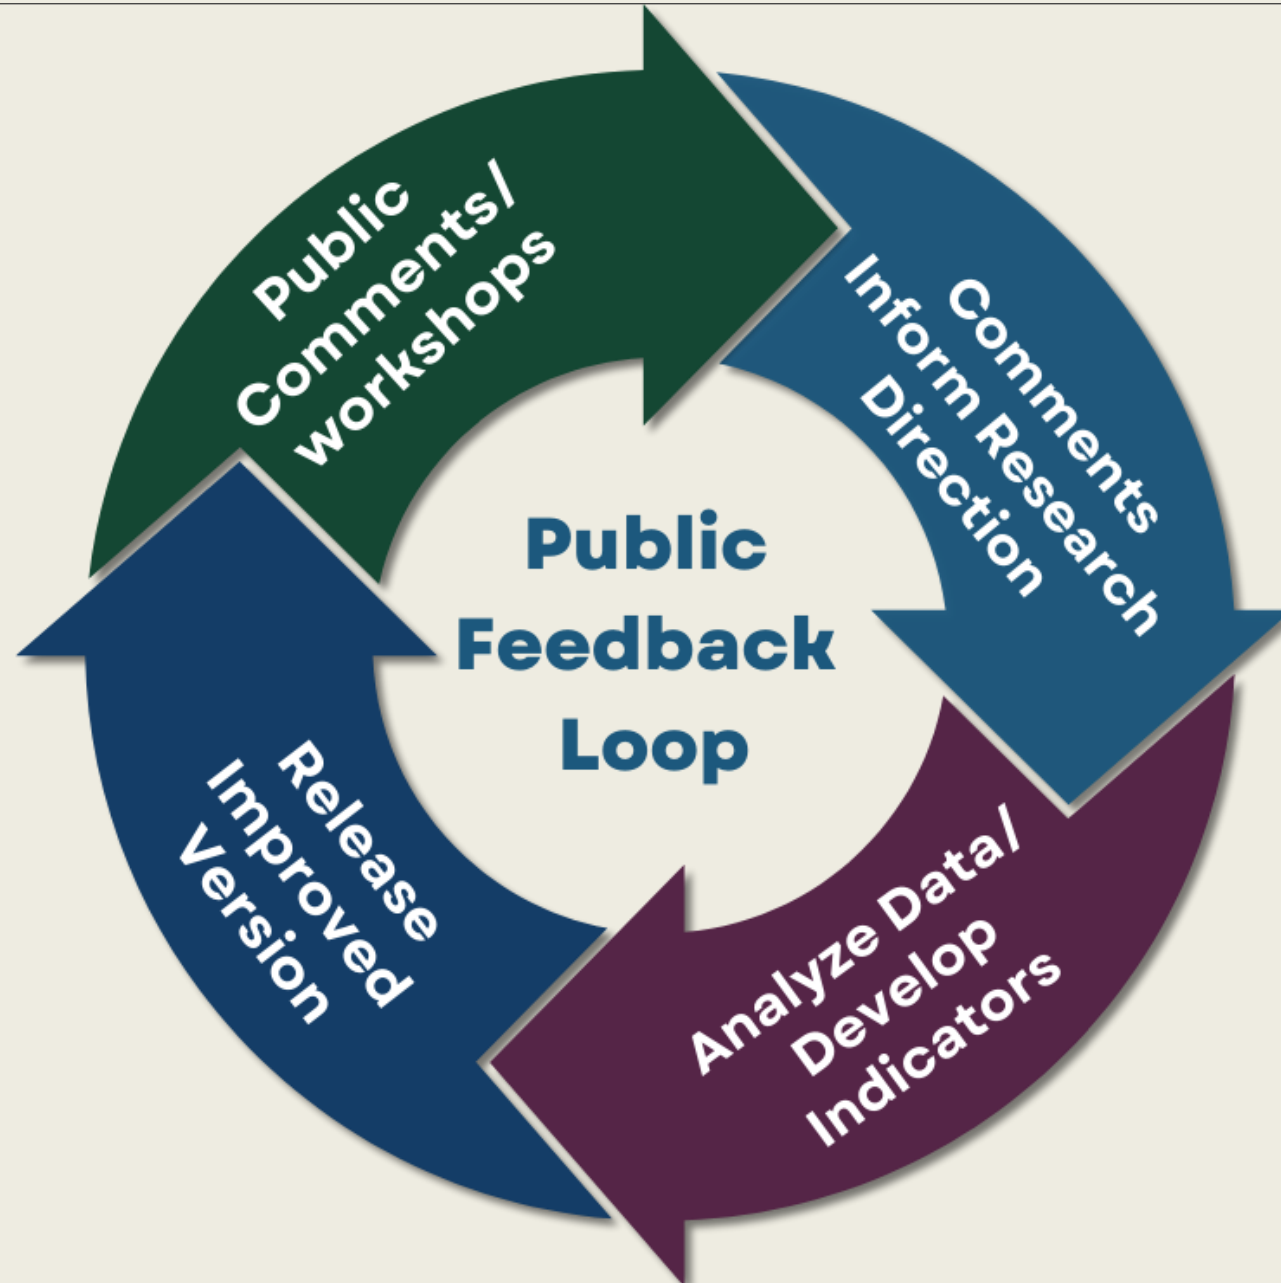 Public
Comments/
workshops
Comments
Inform Research
Direction
Public
Feedback
Loop
Analyze Data/
Develop
Indicators
Release
Improved
Version